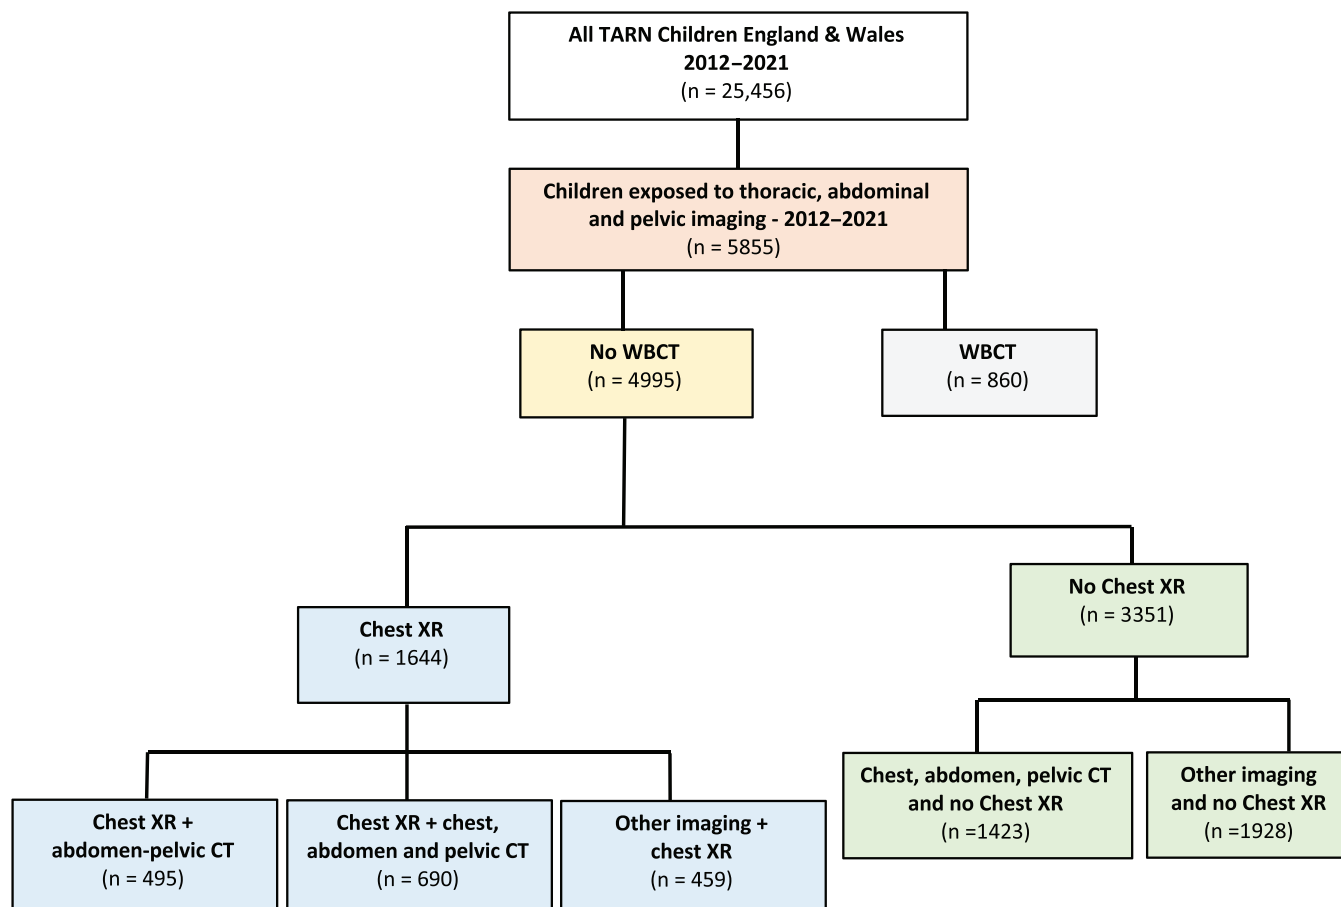 All TARN Children England & Wales
2012–2021
(n = 25,456)
Children exposed to thoracic, abdominal
and pelvic imaging - 2012–2021
(n = 5855)
No WBCT
(n = 4995)
WBCT
(n = 860)
Chest XR
(n = 1644)
No Chest XR
(n = 3351)
Chest XR +
abdomen-pelvic CT
(n = 495)
Chest XR + chest,
abdomen and pelvic CT
(n = 690)
Other imaging +
chest XR
(n = 459)
Chest, abdomen, pelvic CT
and no Chest XR
(n =1423)
Other imaging
and no Chest XR
(n =1928)